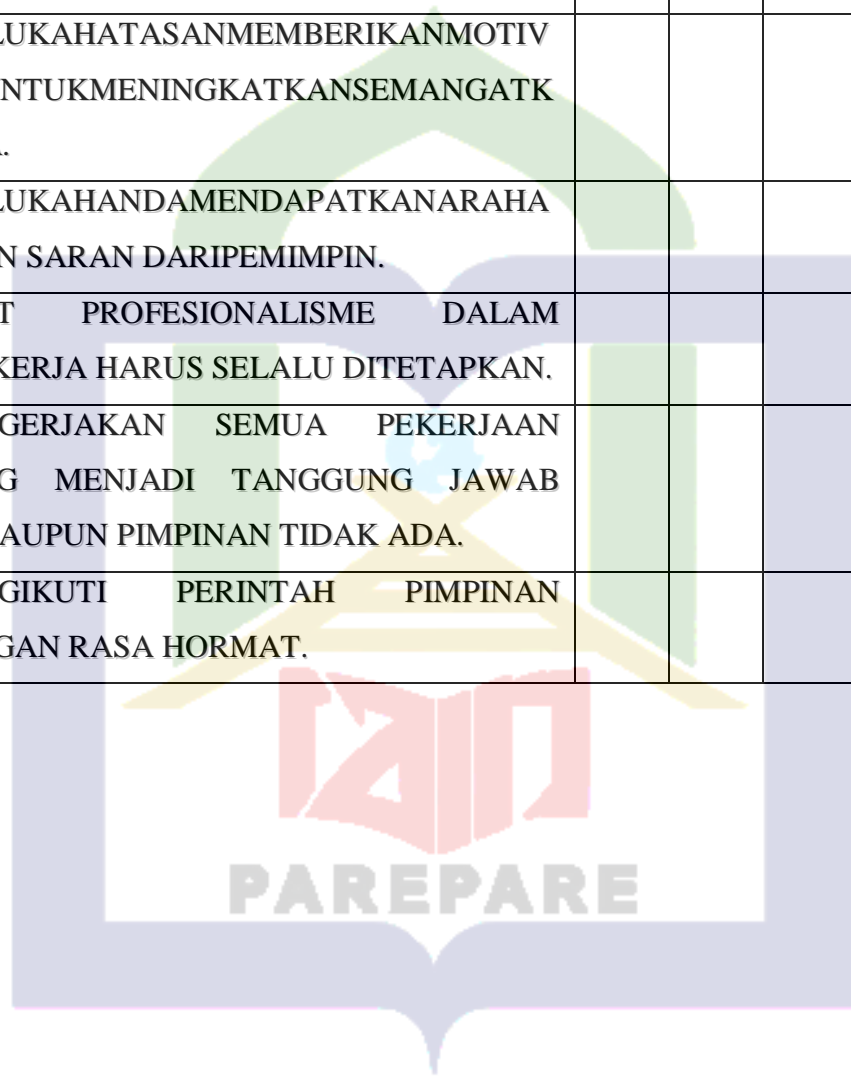 LUKAHATASANMEMBERIKANMOTIV
NTUKMENINGKATKANSEMANGATK
.
LUKAHANDAMENDAPATKANARAHA
N SARAN DARIPEMIMPIN.
T PROFESIONALISME DALAM
KERJA HARUS SELALU DITETAPKAN.
GERJAKAN SEMUA PEKERJAAN
G MENJADI TANGGUNG JAWAB
AUPUN PIMPINAN TIDAK ADA.
GIKUTI PERINTAH PIMPINAN
GAN RASA HORMAT.
IAIN
PAREPARE